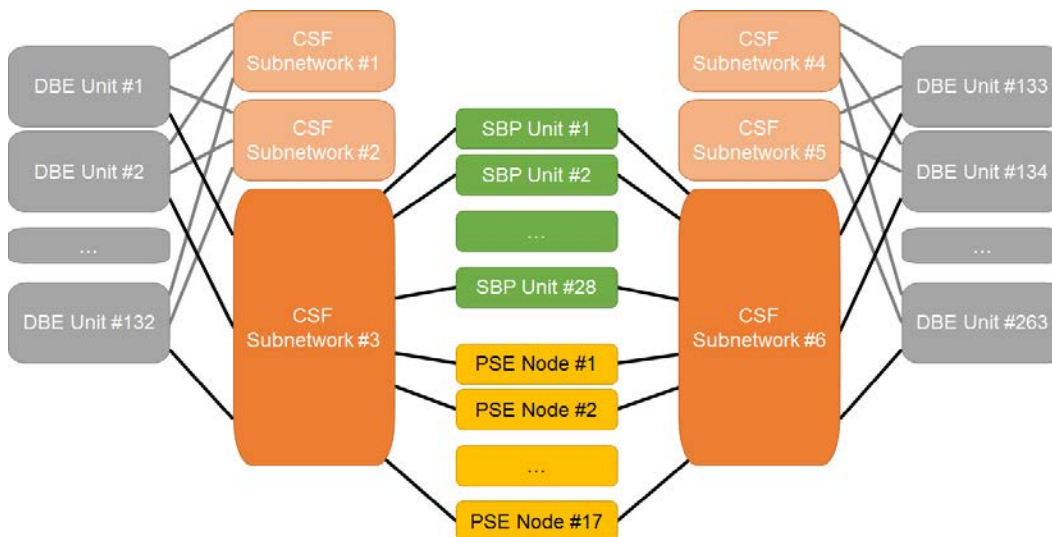 DBE Unit #1
DBE Unit #2
...
DBE Unit #132
CSF
Subnetwork #1
CSF
Subnetwork #2
CSF
Subnetwork #3
SBP Unit #1
SBP Unit #2
...
SBP Unit #28
PSE Node #1
PSE Node #2
...
PSE Node #17
CSF
Subnetwork #4
CSF
Subnetwork #5
CSF
Subnetwork #6
DBE Unit #133
DBE Unit #134
...
DBE Unit #263